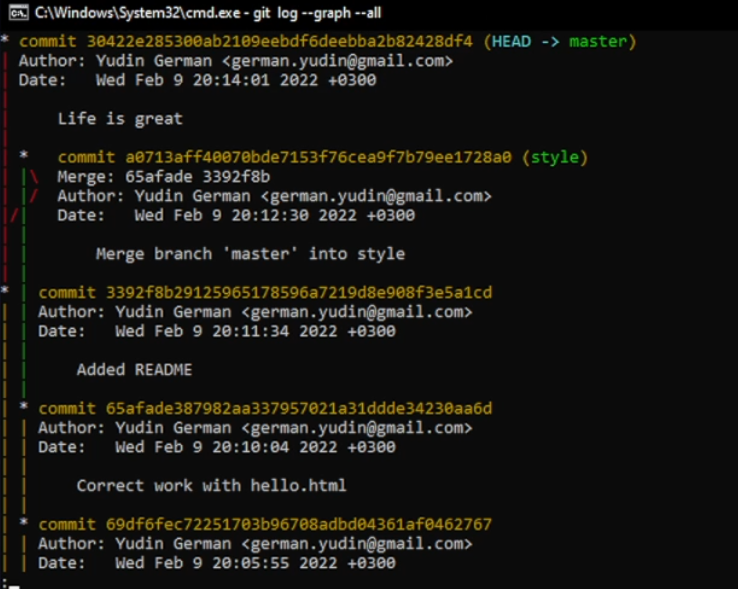 C:\Windows\System32\cmd.exe - git log --graph --all
* commit 30422e285300ab2109eebdf6deebba2b82428df4 (HEAD -> master)
| Author: Yudin German <german.yudin@gmail.com>
| Date:   Wed Feb 9 20:14:01 2022 +0300
|
|     Life is great
|
| *   commit a0713aff40070bde7153f76cea9f7b79ee1728a0 (style)
| |\  Merge: 65afade 3392f8b
| |/  Author: Yudin German <german.yudin@gmail.com>
|/|   Date:   Wed Feb 9 20:12:30 2022 +0300
| |
| |       Merge branch 'master' into style
| |
* | commit 3392f8b29125965178596a7219d8e908f3e5a1cd
| | Author: Yudin German <german.yudin@gmail.com>
| | Date:   Wed Feb 9 20:11:34 2022 +0300
| |
| |     Added README
| |
| * commit 65afade387982aa337957021a31ddde34230aa6d
| | Author: Yudin German <german.yudin@gmail.com>
| | Date:   Wed Feb 9 20:10:04 2022 +0300
| |
| |     Correct work with hello.html
| |
| * commit 69df6fec72251703b96708adbd04361af0462767
| | Author: Yudin German <german.yudin@gmail.com>
| | Date:   Wed Feb 9 20:05:55 2022 +0300
: